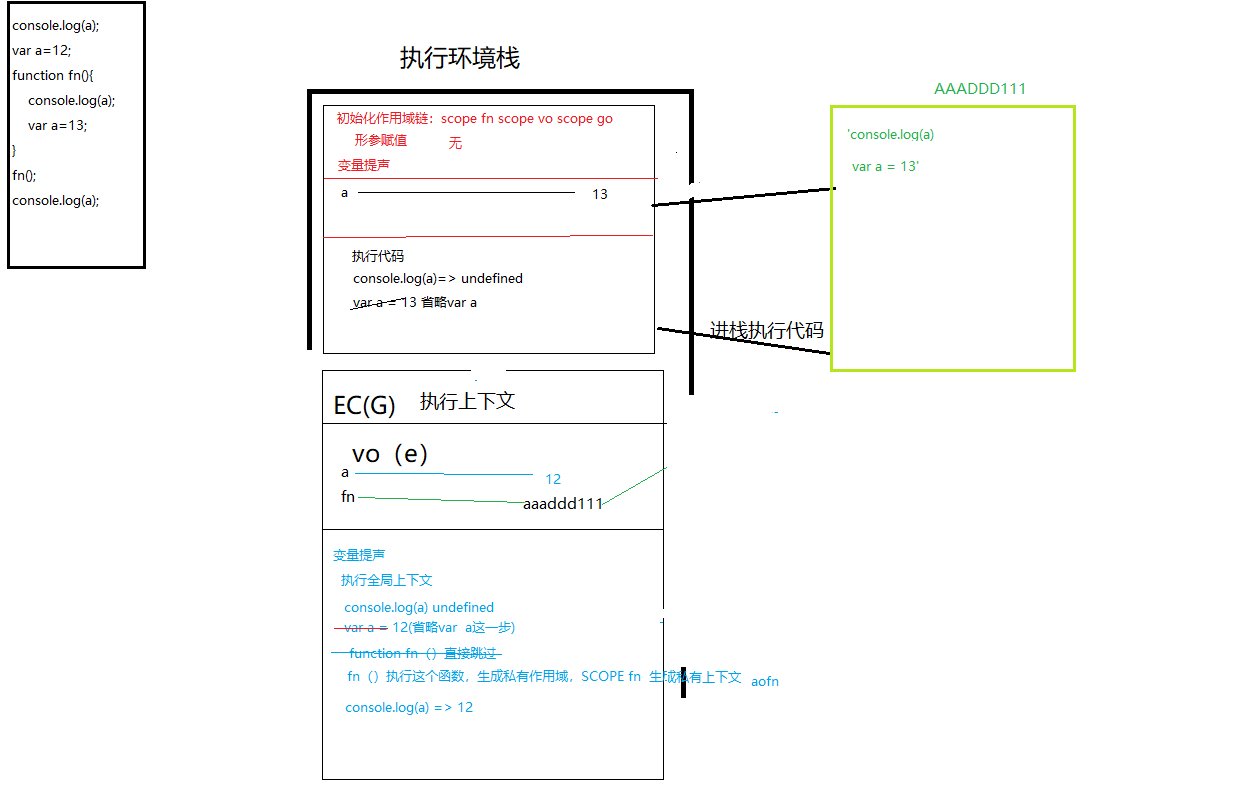 console.log(a);
var a=12;
function fn(){
console.log(a);
var a=13;
}
fn();
console.log(a);
执行环境栈
初始化作用域链：scope fn scope vo scope go
形参赋值 无
变量提声
a 13
执行代码
console.log(a)=> undefined
var a = 13 省略var a
AAADDD111
'console.log(a)
var a = 13'
进栈执行代码
EC(G) 执行上下文
vo（e）
a 12
fn aaaddd111
变量提声
执行全局上下文
console.log(a) undefined
var a = 12(省略var a这一步)
function fn（）直接跳过
fn（）执行这个函数，生成私有作用域，SCOPE fn 生成私有上下文 aofn
console.log(a) => 12